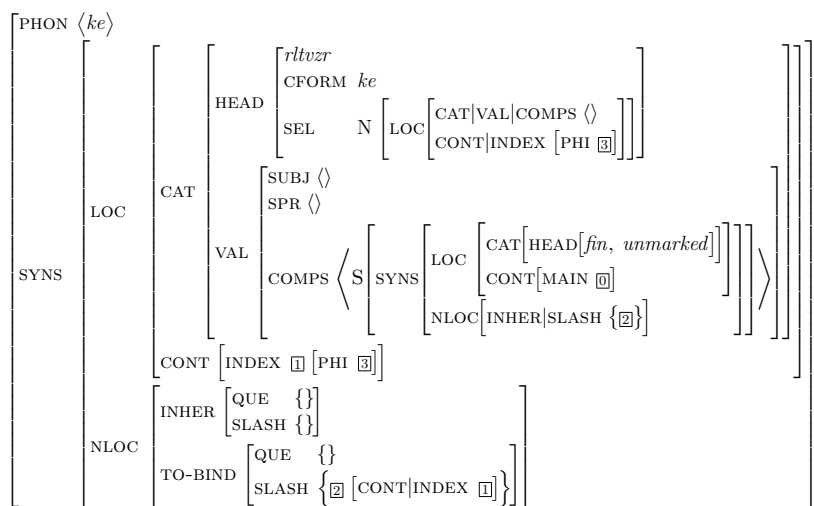 PHON ⟨ke⟩
rltvzr
CFORM ke
HEAD
SEL N [LOC [CAT|VAL|COMPS ⟨⟩
CONT|INDEX [PHI 3]]]
SUBJ ⟨⟩
CAT
SPR ⟨⟩
LOC
VAL
CAT[HEAD[fin, unmarked]]
LOC
SYNS
COMPS ⟨S [SYNS
CONT[MAIN 0]
NLOC[INHER|SLASH {2}]]⟩
CONT [INDEX 1 [PHI 3]]
QUE {}
INHER
SLASH {}
NLOC
QUE {}
TO-BIND
SLASH {2 [CONT|INDEX 1]}